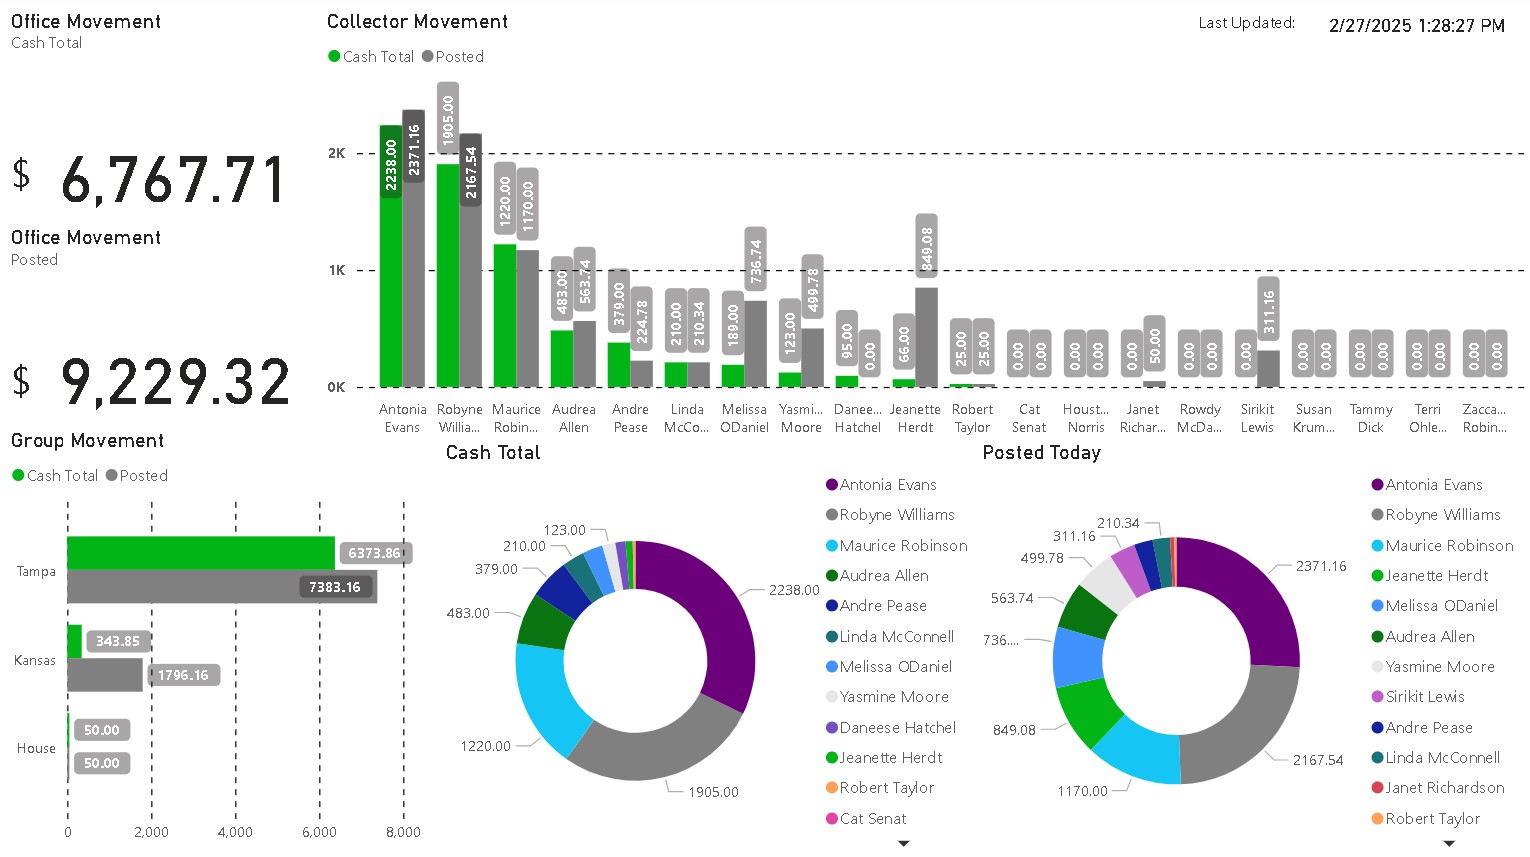 Office Movement
Cash Total
$ 6,767.71
Office Movement
Posted
$ 9,229.32
Collector Movement
Cash Total Posted
Last Updated: 2/27/2025 1:28:27 PM
2K
1K
0K
2238.00 2371.16 1905.00 2167.54 1220.00 1170.00 483.00 563.74 379.00 224.78 210.00 210.34 189.00 736.74 123.00 499.78 95.00 0.00 66.00 849.08 25.00 25.00 0.00 0.00 0.00 0.00 0.00 50.00 0.00 0.00 0.00 311.16 0.00 0.00 0.00 0.00 0.00 0.00 0.00 0.00
Antonia Robyne Maurice Audrea Andre Linda Melissa Yasmi... Danee... Jeanette Robert Cat Houst... Janet Rowdy Sirikit Susan Tammy Terri Zacca...
Evans Willia... Robin... Allen Pease McCo... ODaniel Moore Hatchel Herdt Taylor Senat Norris Richar... McDa... Lewis Krum... Dick Ohle... Robin...
Group Movement
Cash Total Posted
Tampa
6373.86
7383.16
Kansas
343.85
1796.16
House
50.00
50.00
0 2,000 4,000 6,000 8,000
Cash Total
123.00
210.00
379.00
483.00
1220.00
1905.00
2238.00
Antonia Evans
Robyne Williams
Maurice Robinson
Audrea Allen
Andre Pease
Linda McConnell
Melissa ODaniel
Yasmine Moore
Daneese Hatchel
Jeanette Herdt
Robert Taylor
Cat Senat
Posted Today
210.34
311.16
499.78
563.74
736....
849.08
1170.00
2167.54
2371.16
Antonia Evans
Robyne Williams
Maurice Robinson
Jeanette Herdt
Melissa ODaniel
Audrea Allen
Yasmine Moore
Sirikit Lewis
Andre Pease
Linda McConnell
Janet Richardson
Robert Taylor